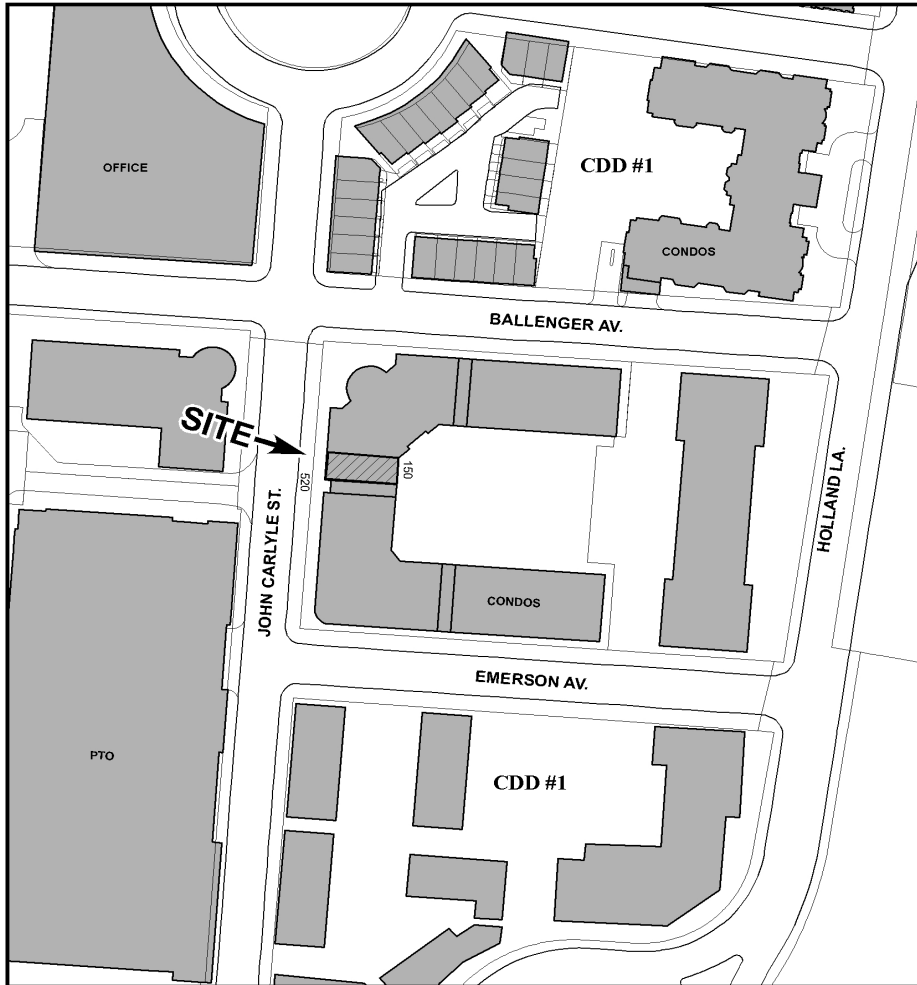 OFFICE
CDD #1
CONDOS
BALLENGER AV.
SITE
150
520
HOLLAND LA.
JOHN CARLYLE ST.
CONDOS
EMERSON AV.
PTO
CDD #1